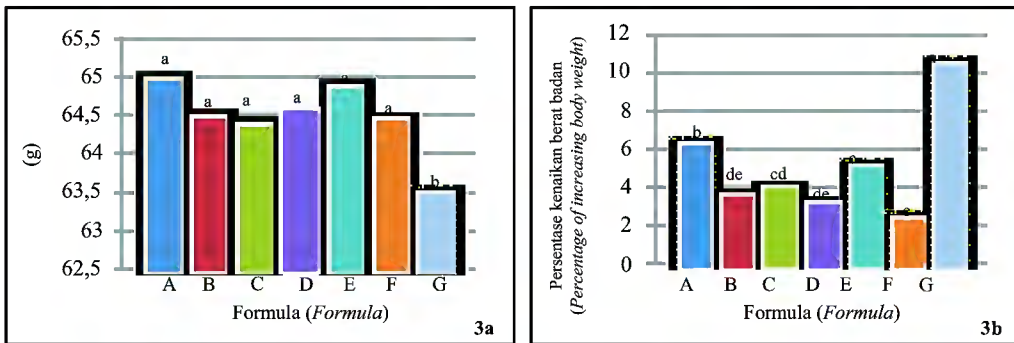 65,5
65
64,5
64
63,5
63
62,5
(g)
a
a
a
a
a
b
A B C D E F G
Formula (Formula)
3a
12
10
8
6
4
2
0
Persentase kenaikan berat badan
(Percentage of increasing body weight)
b
de
cd
de
A B C D E F G
Formula (Formula)
3b